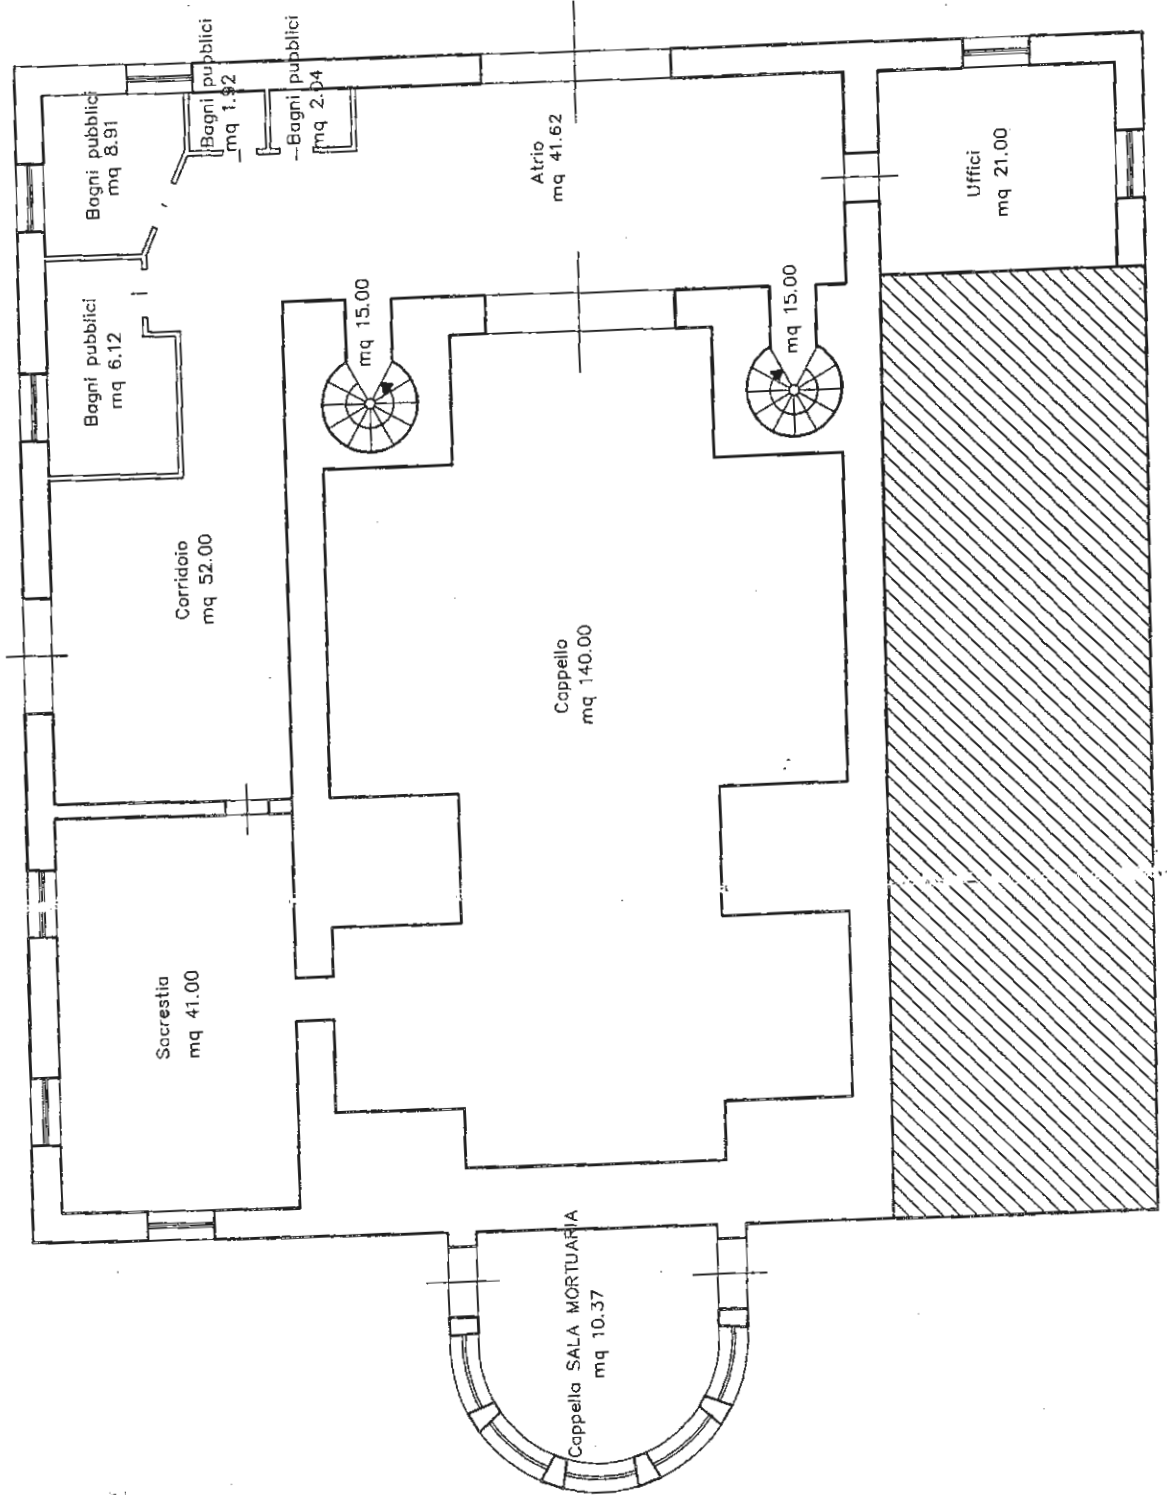 Bagni pubblici
mq 8.91
Bagni pubblici
mq 1.92
Bagni pubblici
mq 2.04
Bagni pubblici
mq 6.12
Atrio
mq 41.62
Uffici
mq 21.00
mq 15.00
mq 15.00
Corridoio
mq 52.00
Cappello
mq 140.00
Sacrestia
mq 41.00
Cappella SALA MORTUARIA
mq 10.37